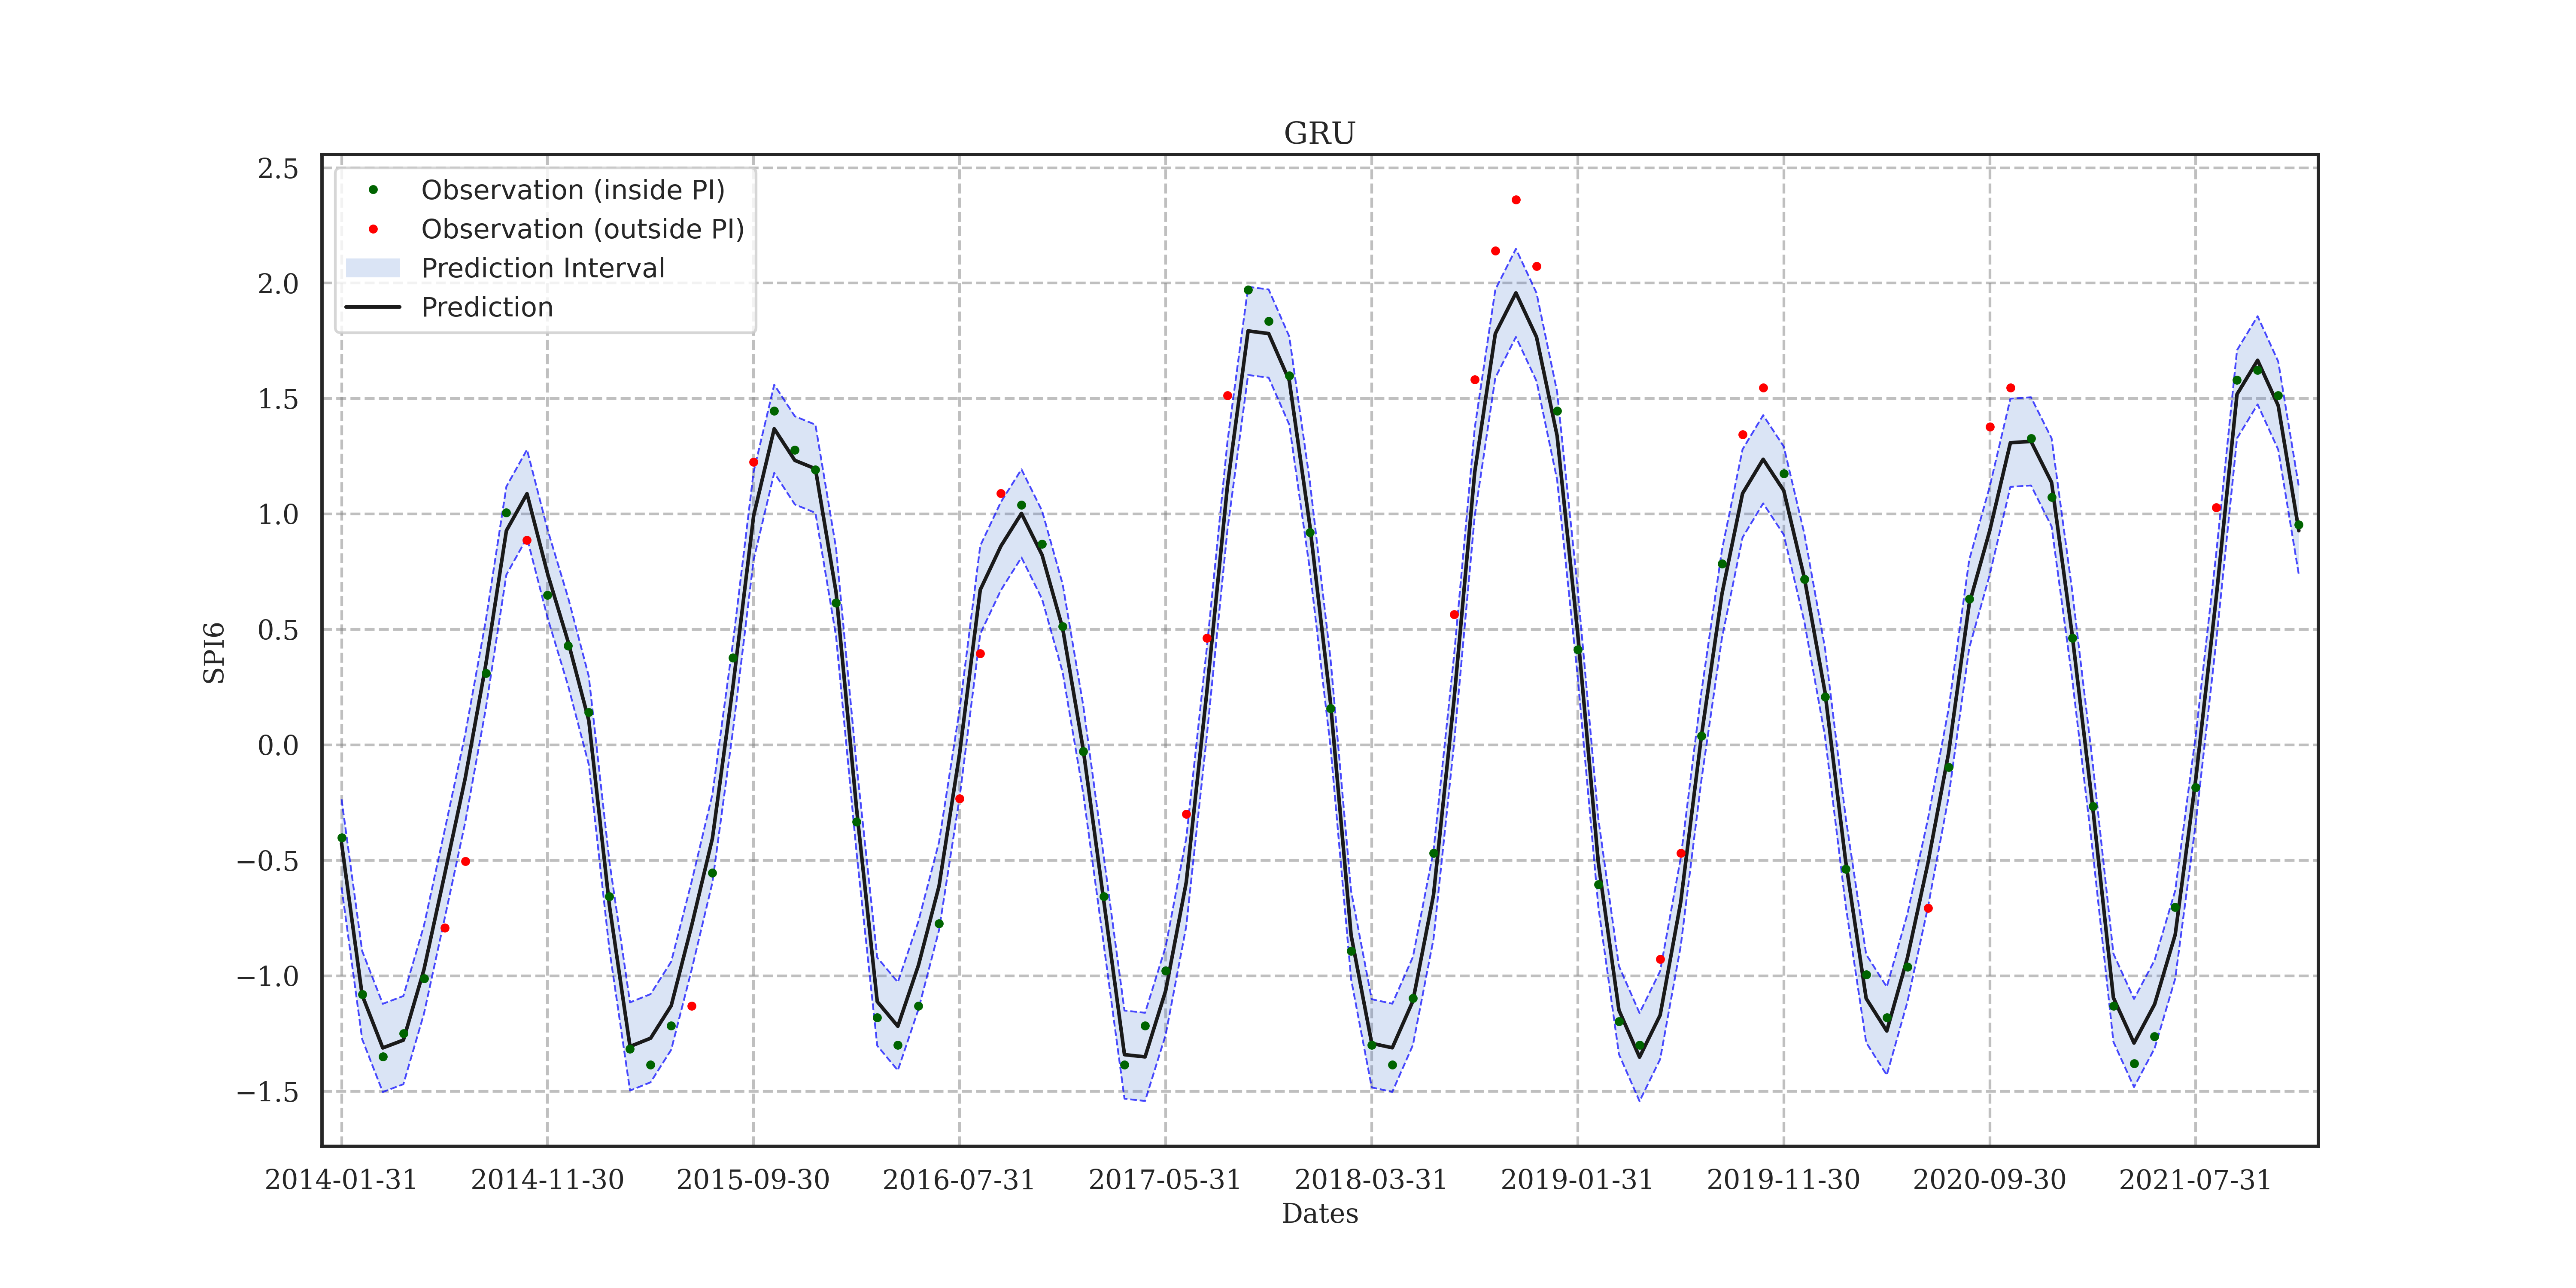 GRU
2.5
2.0
1.5
1.0
0.5
0.0
−0.5
−1.0
−1.5
SPI6
Observation (inside PI)
Observation (outside PI)
Prediction Interval
Prediction
2014-01-31 2014-11-30 2015-09-30 2016-07-31 2017-05-31 2018-03-31 2019-01-31 2019-11-30 2020-09-30 2021-07-31
Dates